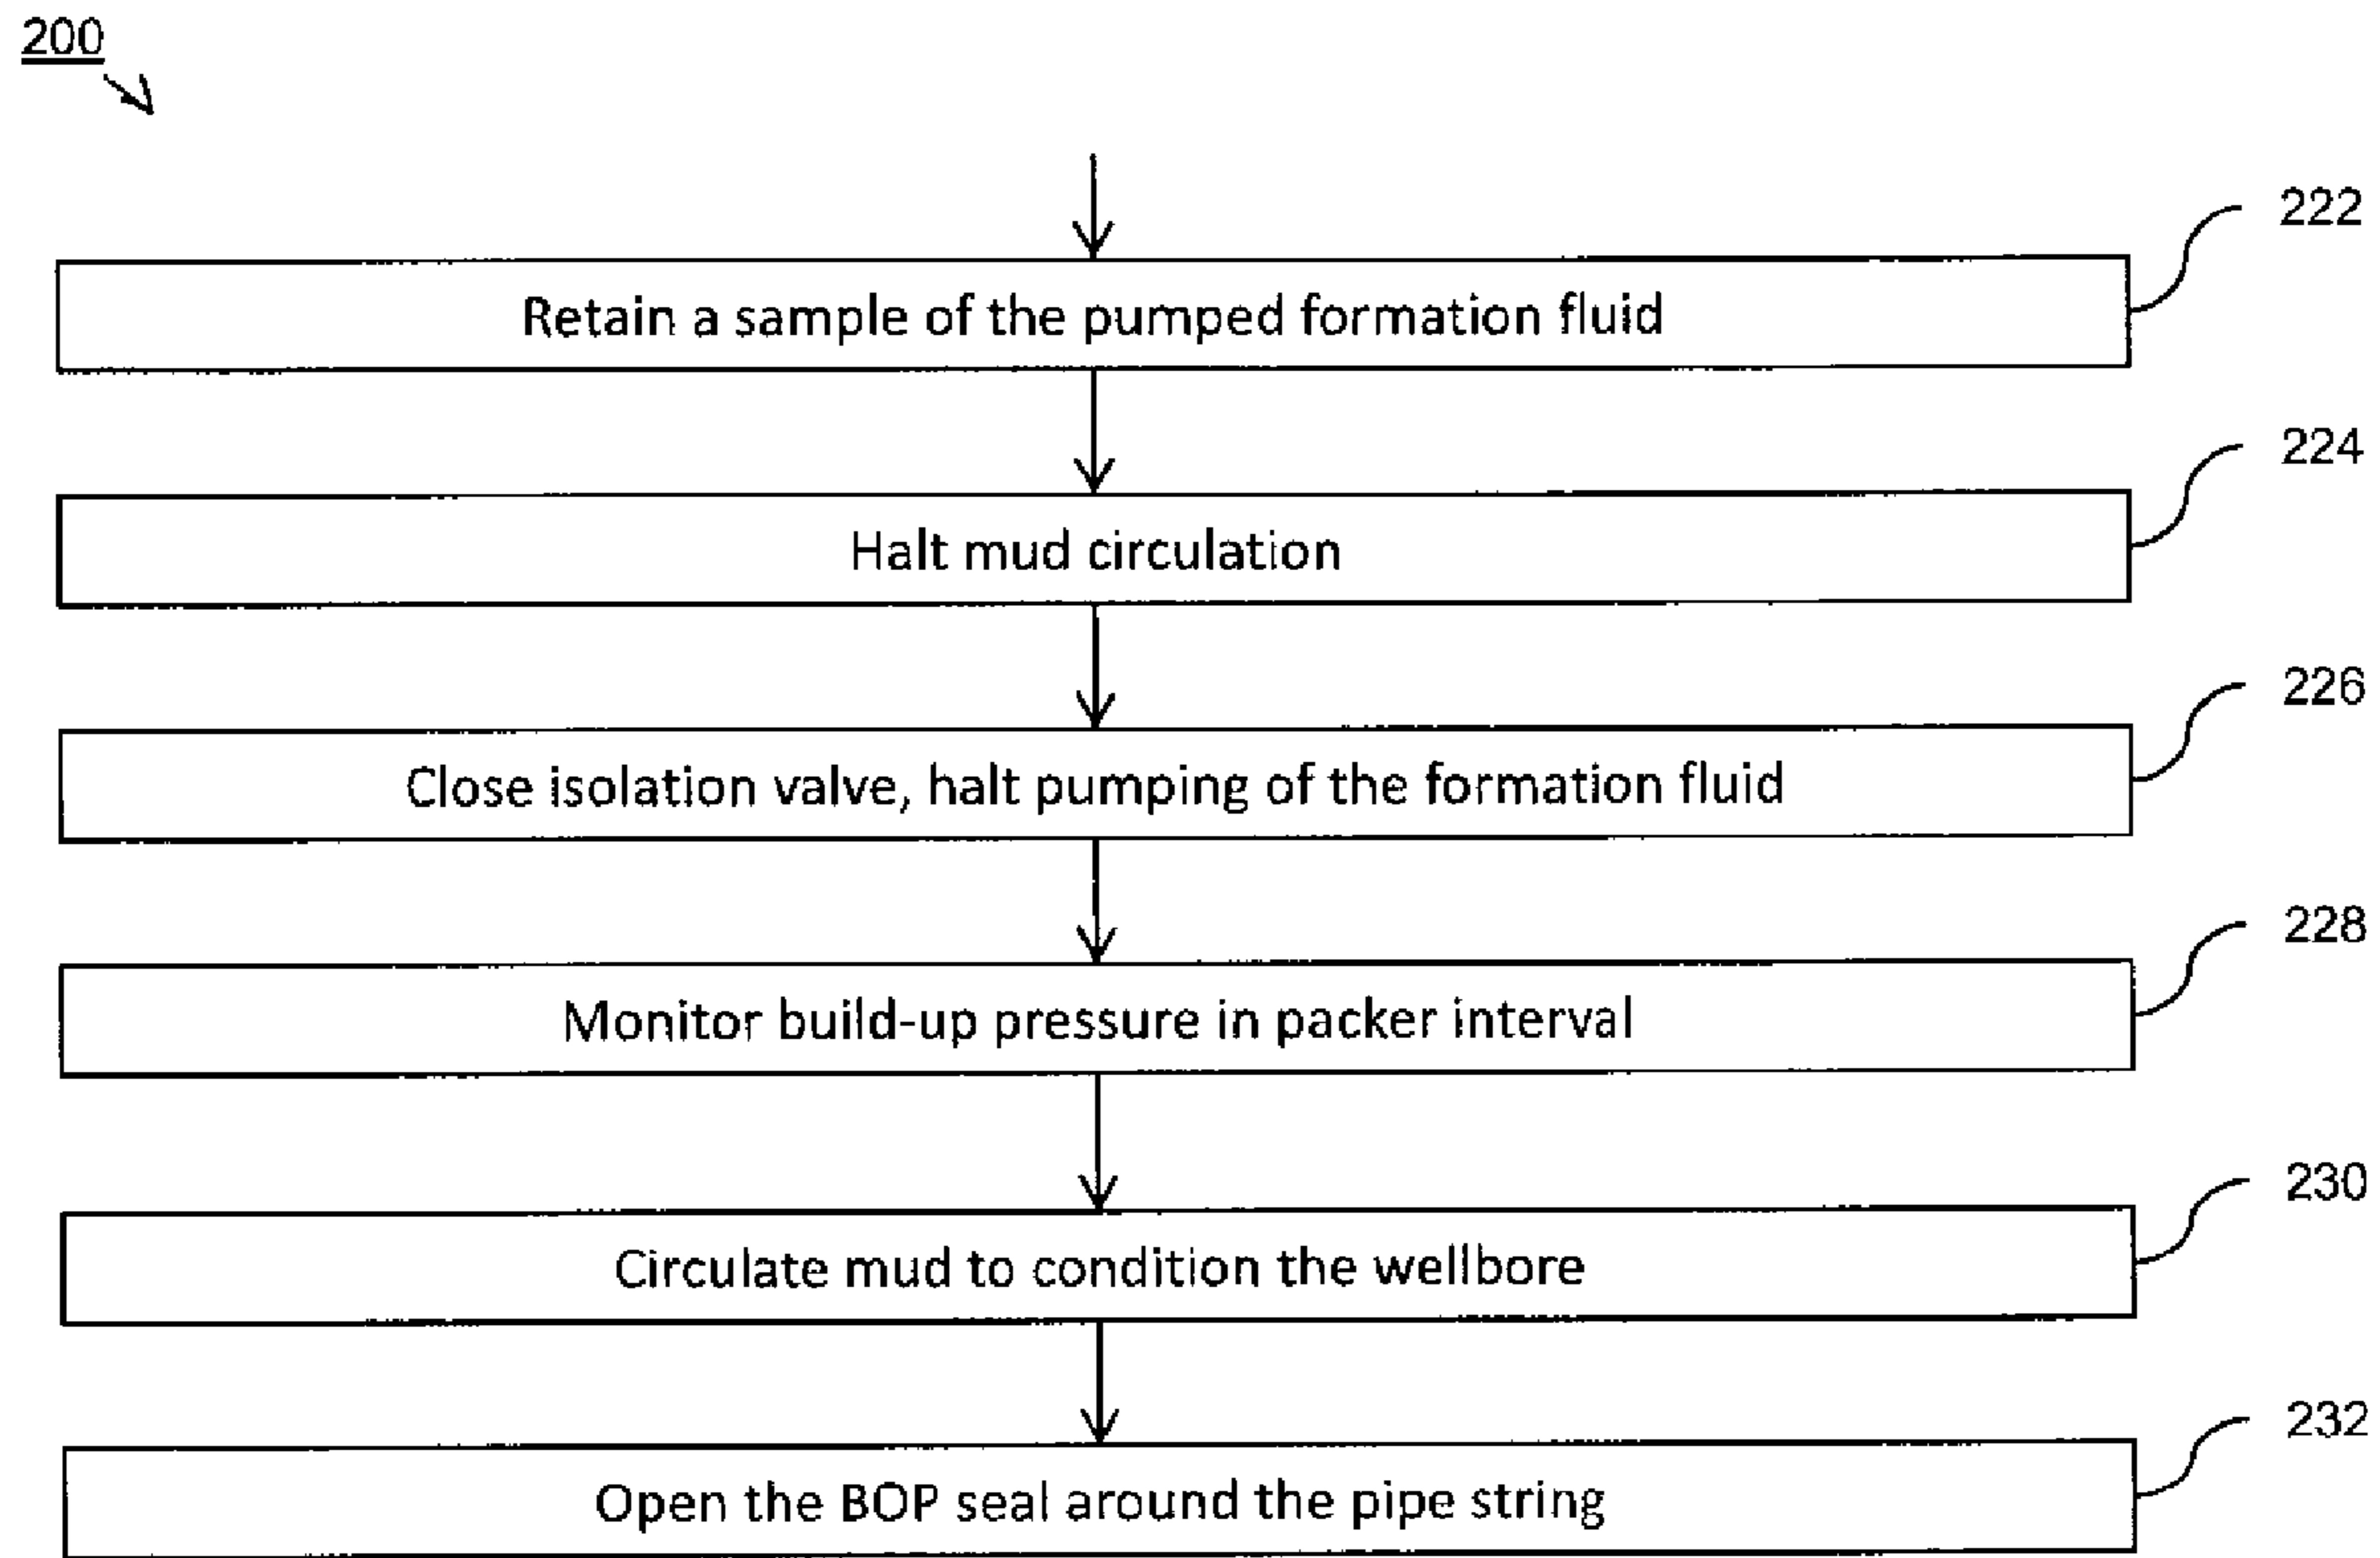 200
222
Retain a sample of the pumped formation fluid
224
Halt mud circulation
226
Close isolation valve, halt pumping of the formation fluid
228
Monitor build-up pressure in packer interval
230
Circulate mud to condition the wellbore
232
Open the BOP seal around the pipe string